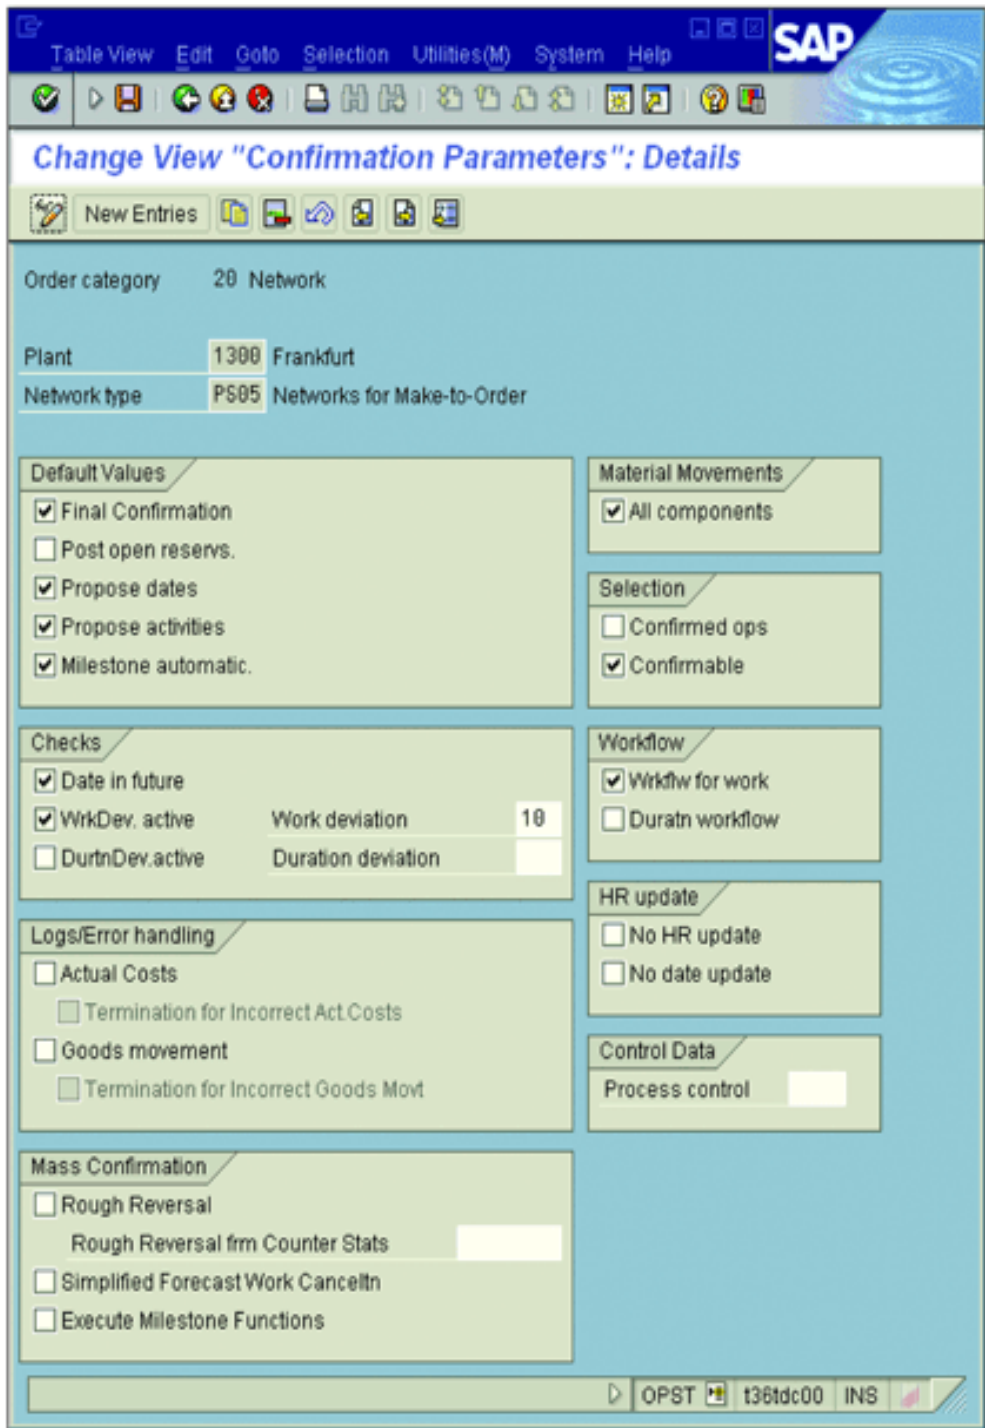 Table View Edit Goto Selection Utilities(M) System Help
SAP
Change View "Confirmation Parameters": Details
New Entries
Order category 20 Network
Plant 1300 Frankfurt
Network type PS05 Networks for Make-to-Order
Default Values
Final Confirmation
Post open reservs.
Propose dates
Propose activities
Milestone automatic.
Material Movements
All components
Selection
Confirmed ops
Confirmable
Checks
Date in future
WrkDev. active Work deviation 10
DurtnDev.active Duration deviation
Workflow
Wrkflw for work
Duratn workflow
Logs/Error handling
Actual Costs
Termination for Incorrect Act.Costs
Goods movement
Termination for Incorrect Goods Movt
HR update
No HR update
No date update
Control Data
Process control
Mass Confirmation
Rough Reversal
Rough Reversal frm Counter Stats
Simplified Forecast Work Canceltn
Execute Milestone Functions
OPST t36tdc00 INS